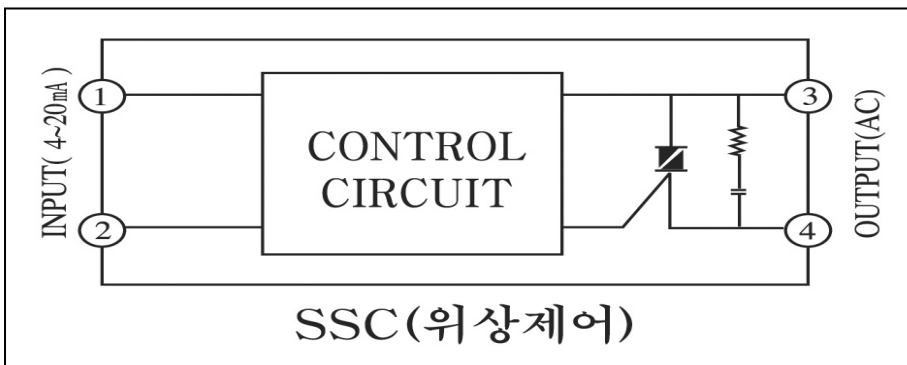 INPUT( 4~20㎃ )
1
2
CONTROL
CIRCUIT
3
4
OUTPUT(AC)
SSC(위상제어)